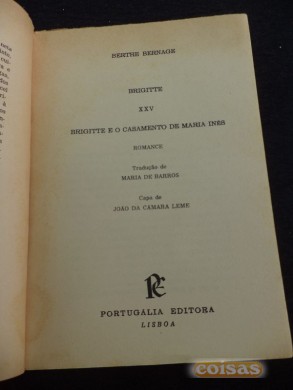 BERTHE BERNAGE
BRIGITTE
XXV
BRIGITTE E O CASAMENTO DE MARIA INÊS
ROMANCE
Tradução de
MARIA DE BARROS
Capa de
JOÃO DA CÂMARA LEME
PORTUGÁLIA EDITORA
LISBOA
coisas